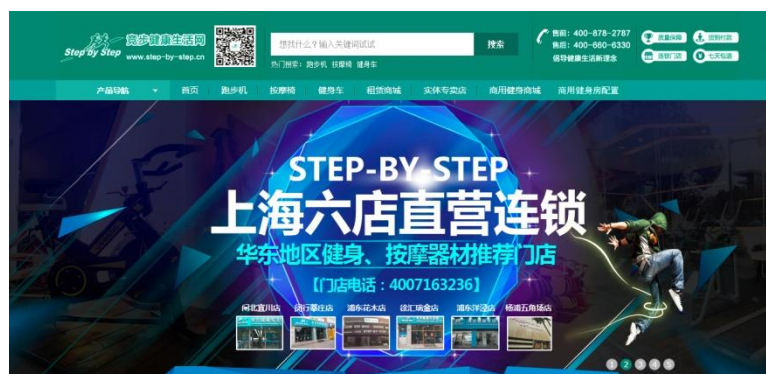 Step by Step
竞步健康生活网
www.step-by-step.cn
想找什么?输入关键词试试
搜索
热门搜索: 跑步机 按摩椅 健身车
售前: 400-878-2787
售后: 400-660-6330
倡导健康生活新理念
质量保障
货到付款
连锁门店
七天包退
产品导航
首页
跑步机
按摩椅
健身车
租赁商城
实体专卖店
商用健身商城
商用健身房配置
STEP-BY-STEP
上海六店直营连锁
华东地区健身、按摩器材推荐门店
【门店电话:4007163236】
闸北宜川店 闵行莘庄店 浦东花木店 徐汇瑞金店 浦东洋泾店 杨浦五角场店
1 2 3 4 5